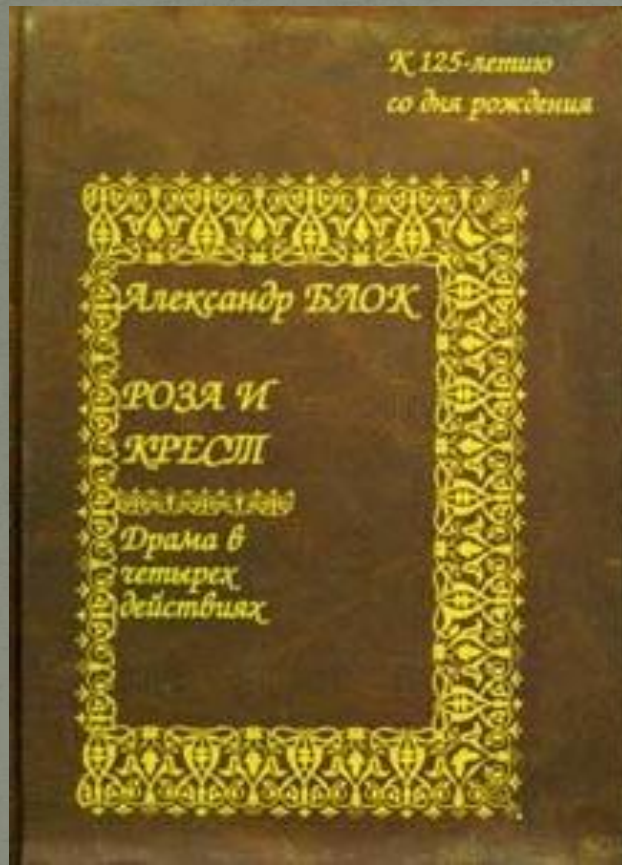 К 125-летию
со дня рождения
Александр БЛОК
РОЗА И
КРЕСТ
Драма в
четырех
действиях